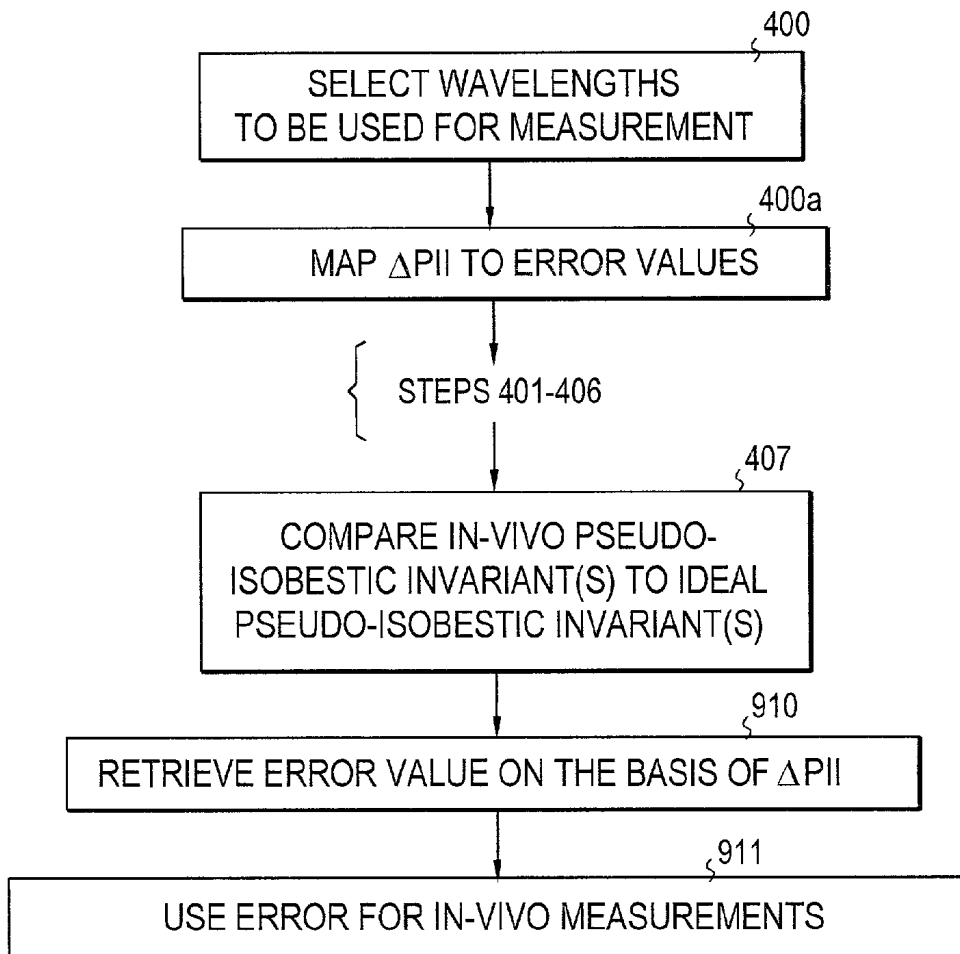 400
SELECT WAVELENGTHS
TO BE USED FOR MEASUREMENT
400a
MAP ΔPII TO ERROR VALUES
STEPS 401-406
407
COMPARE IN-VIVO PSEUDO-
ISOBESTIC INVARIANT(S) TO IDEAL
PSEUDO-ISOBESTIC INVARIANT(S)
910
RETRIEVE ERROR VALUE ON THE BASIS OF ΔPII
911
USE ERROR FOR IN-VIVO MEASUREMENTS